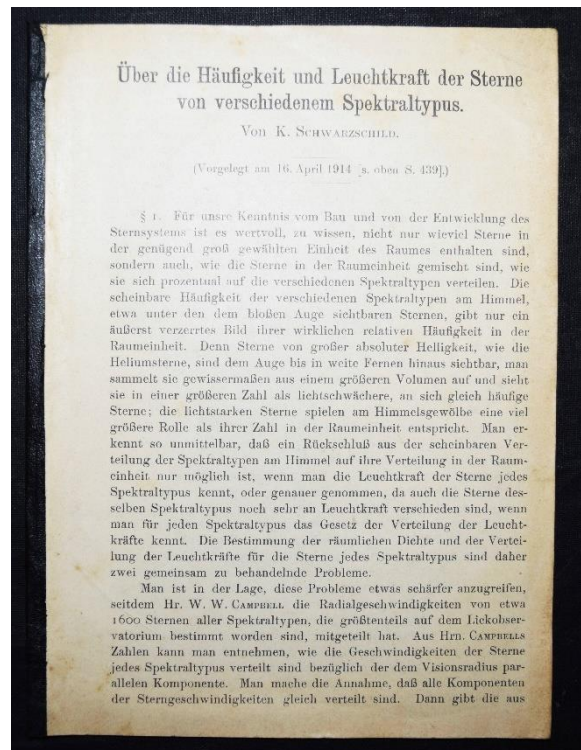 Über die Häufigkeit und Leuchtkraft der Sterne
von verschiedenem Spektraltypus.
Von K. SCHWARZSCHILD.
(Vorgelegt am 16. April 1914 [s. oben S. 439].)
§ 1. Für unsre Kenntnis vom Bau und von der Entwicklung des
Sternsystems ist es wertvoll, zu wissen, nicht nur wieviel Sterne in
der genügend groß gewählten Einheit des Raumes enthalten sind,
sondern auch, wie die Sterne in der Raumeinheit gemischt sind, wie
sie sich prozentual auf die verschiedenen Spektraltypen verteilen. Die
scheinbare Häufigkeit der verschiedenen Spektraltypen am Himmel,
etwa unter den dem bloßen Auge sichtbaren Sternen, gibt nur ein
äußerst verzerrtes Bild ihrer wirklichen relativen Häufigkeit in der
Raumeinheit. Denn Sterne von großer absoluter Helligkeit, wie die
Heliumsterne, sind dem Auge bis in weite Fernen hinaus sichtbar, man
sammelt sie gewissermaßen aus einem größeren Volumen auf und sieht
sie in einer größeren Zahl als lichtschwächere, an sich gleich häufige
Sterne; die lichtstarken Sterne spielen am Himmelsgewölbe eine viel
größere Rolle als ihrer Zahl in der Raumeinheit entspricht. Man er-
kennt so unmittelbar, daß ein Rückschluß aus der scheinbaren Ver-
teilung der Spektraltypen am Himmel auf ihre Verteilung in der Raum-
einheit nur möglich ist, wenn man die Leuchtkraft der Sterne jedes
Spektraltypus kennt, oder genauer genommen, da auch die Sterne des-
selben Spektraltypus noch sehr an Leuchtkraft verschieden sind, wenn
man für jeden Spektraltypus das Gesetz der Verteilung der Leucht-
kräfte kennt. Die Bestimmung der räumlichen Dichte und der Vertei-
lung der Leuchtkräfte für die Sterne jedes Spektraltypus sind daher
zwei gemeinsam zu behandelnde Probleme.
Man ist in der Lage, diese Probleme etwas schärfer anzugreifen,
seitdem Hr. W. W. CAMPBELL die Radialgeschwindigkeiten von etwa
1600 Sternen aller Spektraltypen, die größtenteils auf dem Lickobser-
vatorium bestimmt worden sind, mitgeteilt hat. Aus Hrn. CAMPBELLS
Zahlen kann man entnehmen, wie die Geschwindigkeiten der Sterne
jedes Spektraltypus verteilt sind bezüglich der dem Visionsradius par-
allelen Komponente. Man mache die Annahme, daß alle Komponenten
der Sterngeschwindigkeiten gleich verteilt sind. Dann gibt die aus